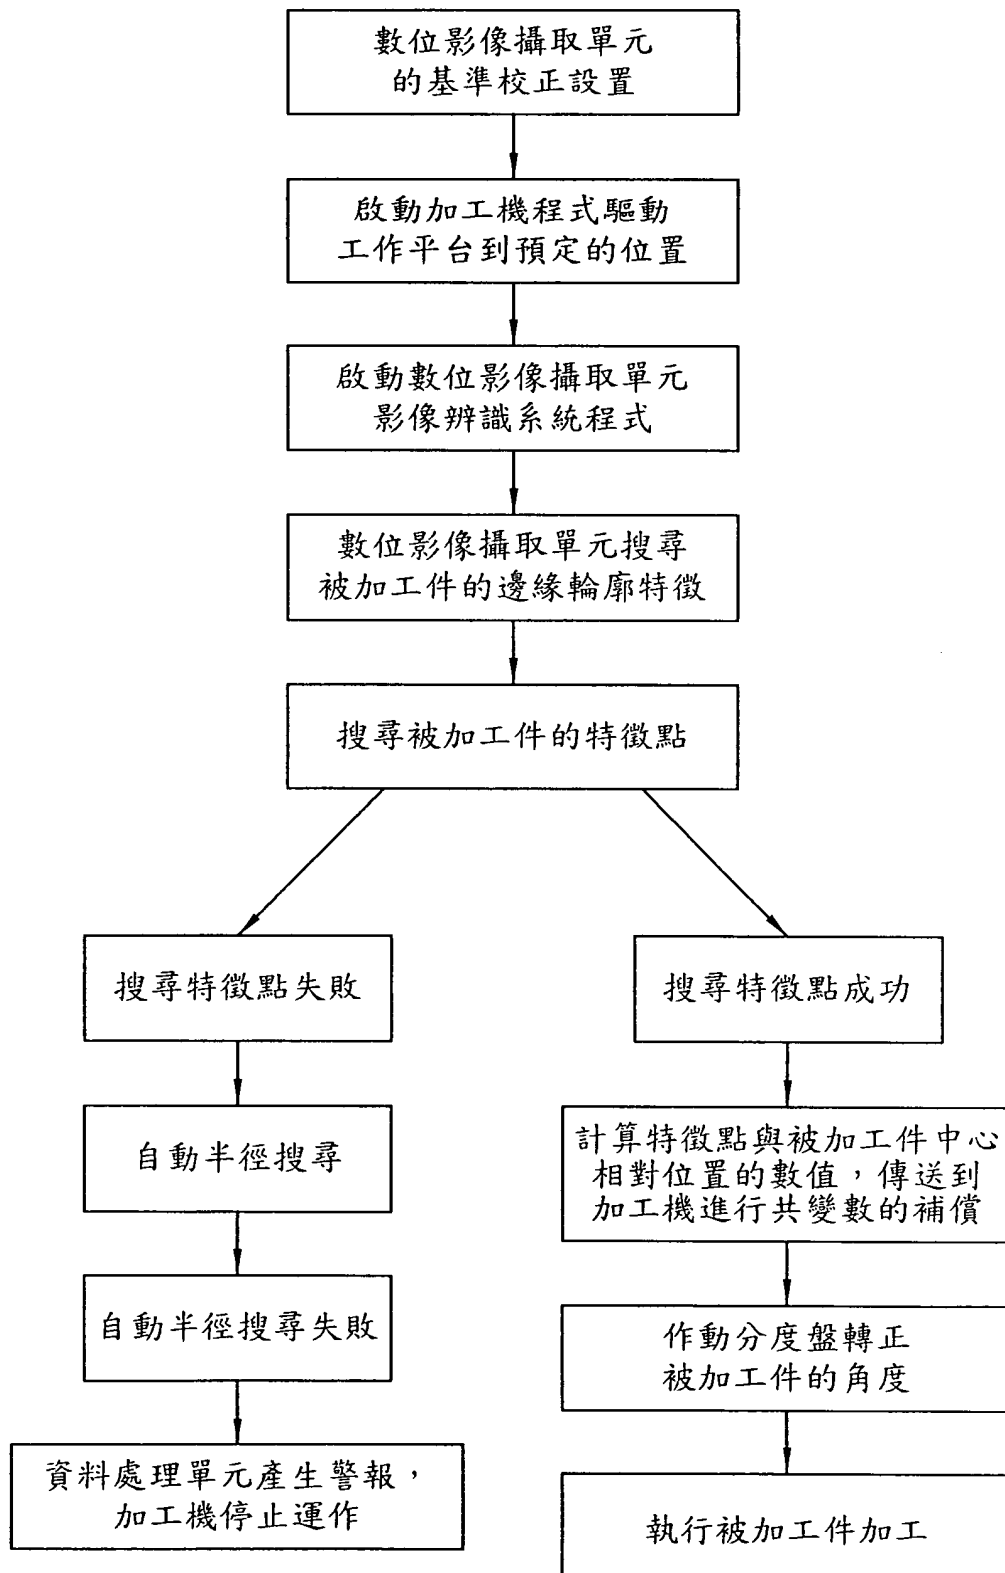 數位影像攝取單元
的基準校正設置
啟動加工機程式驅動
工作平台到預定的位置
啟動數位影像攝取單元
影像辨識系統程式
數位影像攝取單元搜尋
被加工件的邊緣輪廓特徵
搜尋被加工件的特徵點
搜尋特徵點失敗
自動半徑搜尋
自動半徑搜尋失敗
資料處理單元產生警報，
加工機停止運作
搜尋特徵點成功
計算特徵點與被加工件中心
相對位置的數值，傳送到
加工機進行共變數的補償
作動分度盤轉正
被加工件的角度
執行被加工件加工